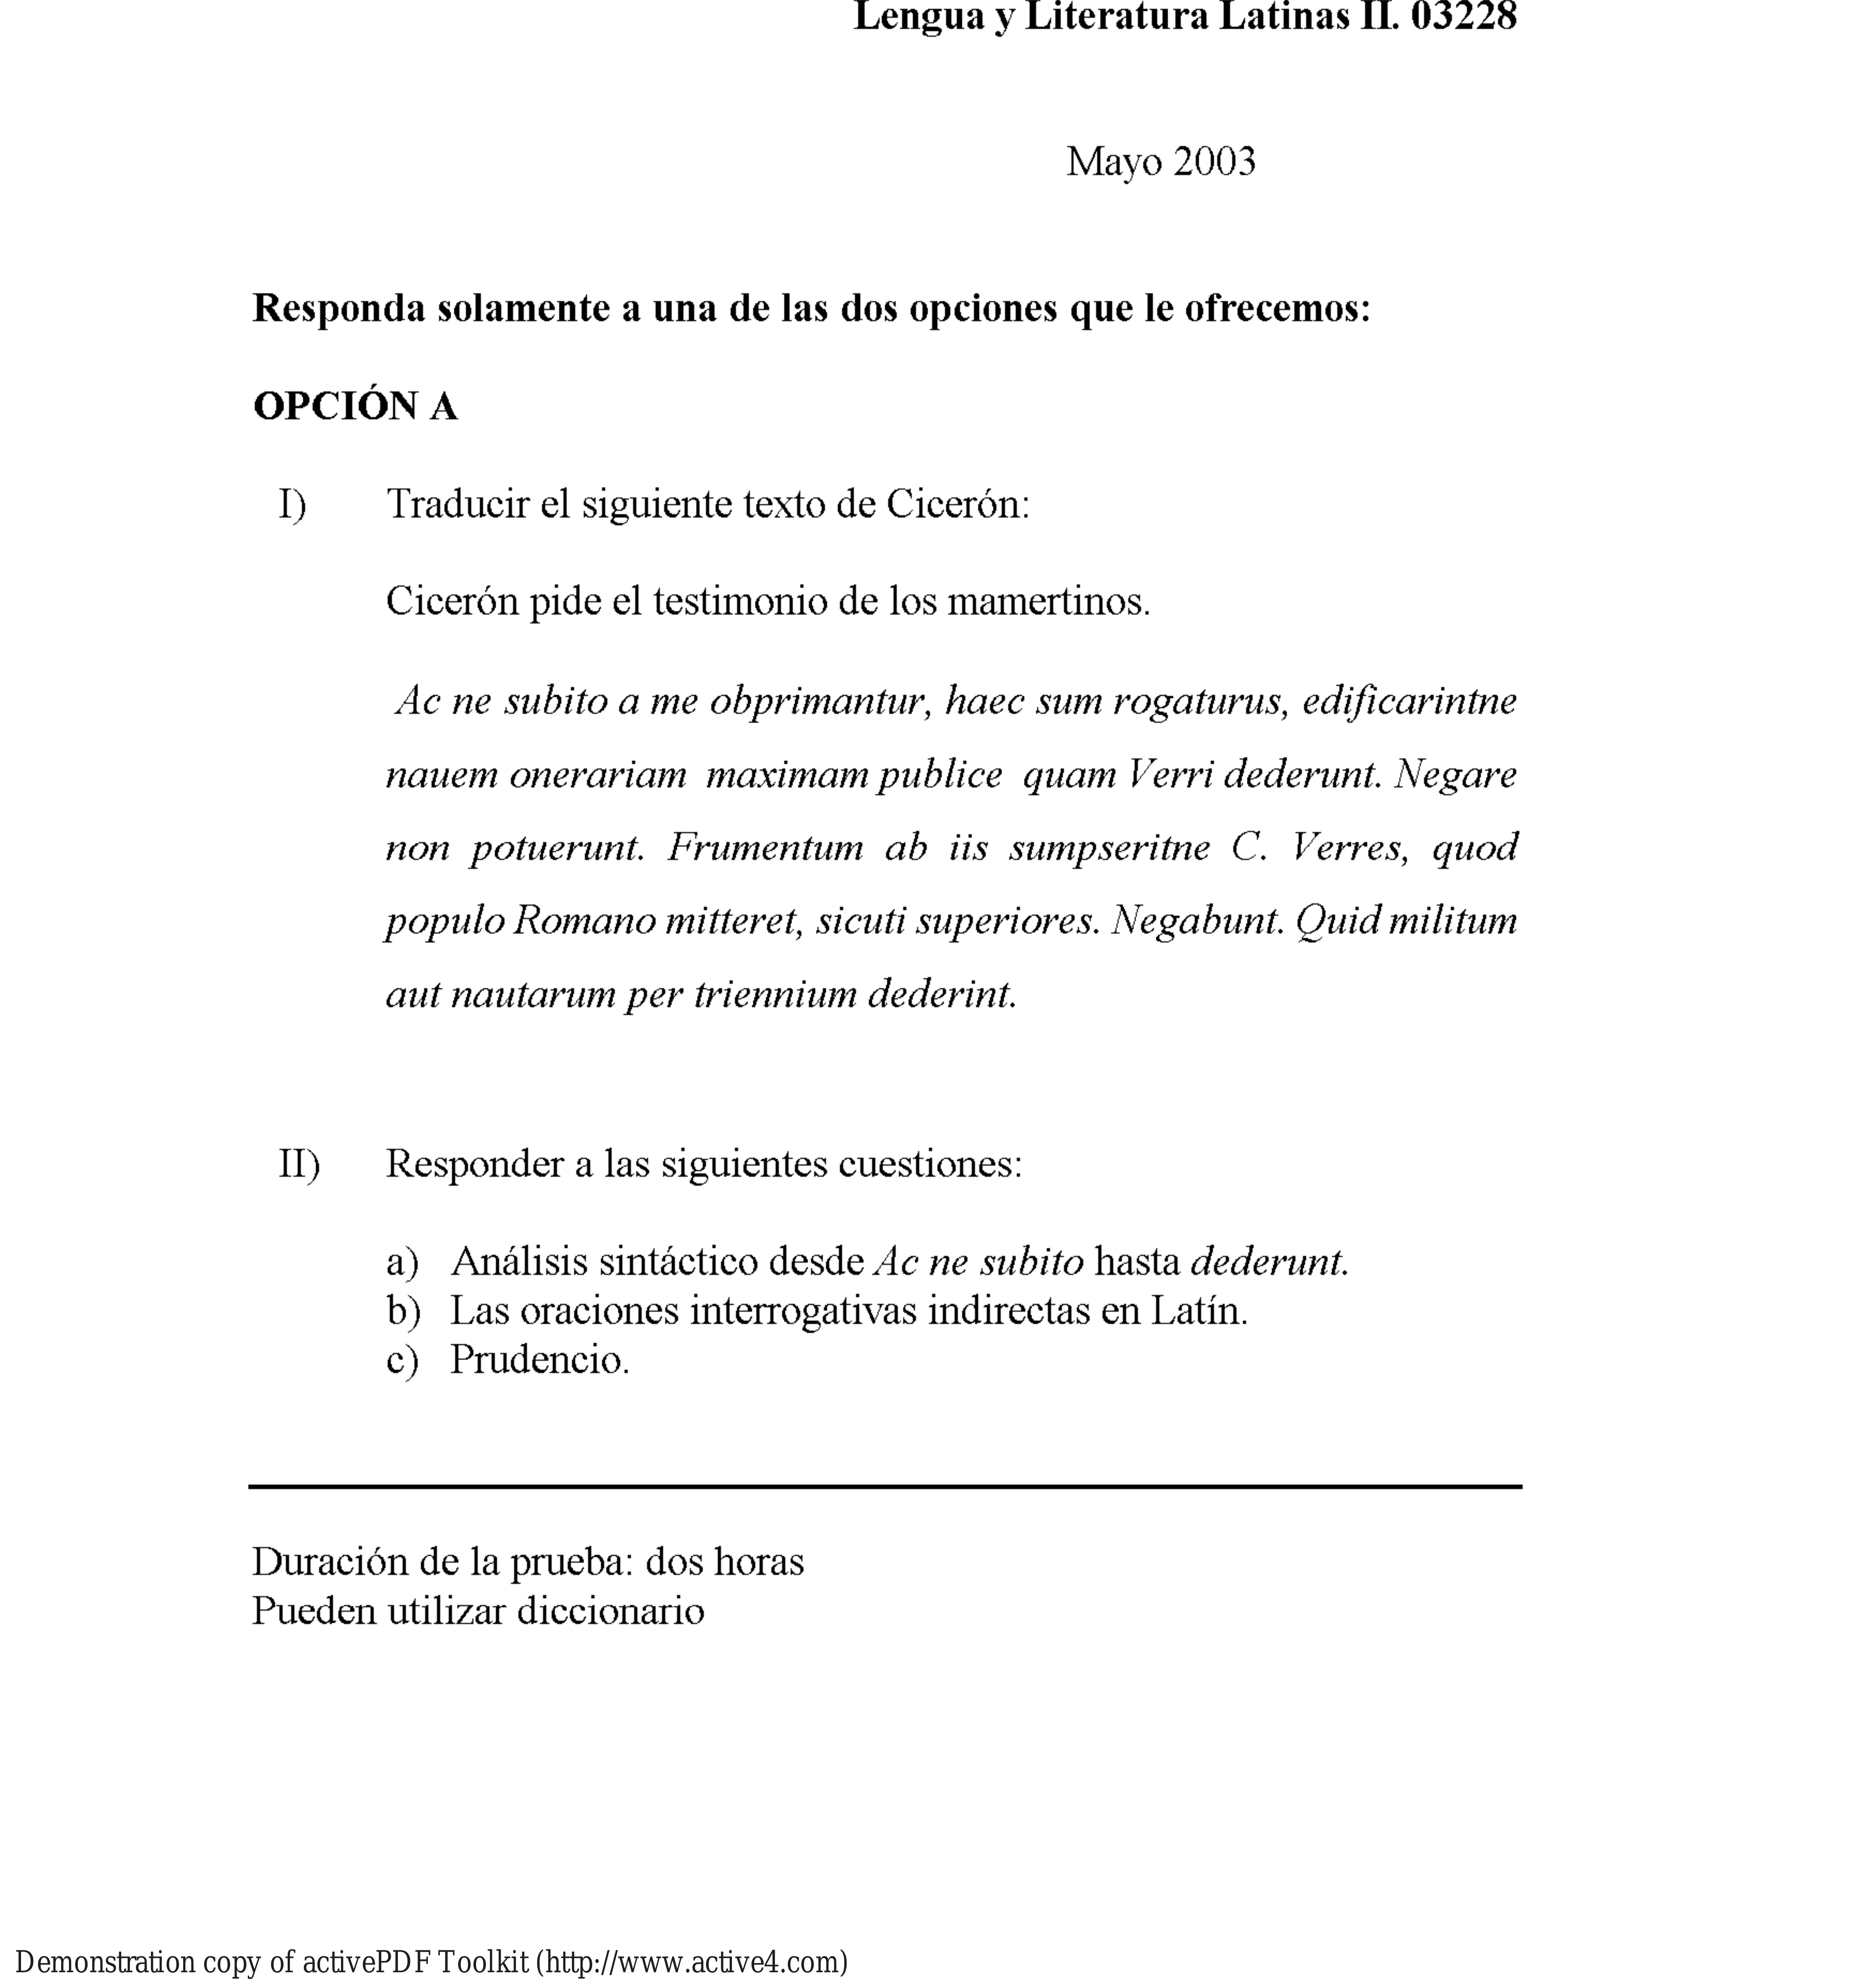 Lengua y Literatura Latinas II. 03228
Mayo 2003
Responda solamente a una de las dos opciones que le ofrecemos:
OPCIÓN A
I) Traducir el siguiente texto de Cicerón:
Cicerón pide el testimonio de los mamertinos.
Ac ne subito a me obprimantur, haec sum rogaturus, edificarintne
nauem onerariam maximam publice quam Verri dederunt. Negare
non potuerunt. Frumentum ab iis sumpseritne C. Verres, quod
populo Romano mitteret, sicuti superiores. Negabunt. Quid militum
aut nautarum per triennium dederint.
II) Responder a las siguientes cuestiones:
a) Análisis sintáctico desde Ac ne subito hasta dederunt.
b) Las oraciones interrogativas indirectas en Latín.
c) Prudencio.
Duración de la prueba: dos horas
Pueden utilizar diccionario
Demonstration copy of activePDF Toolkit (http://www.active4.com)